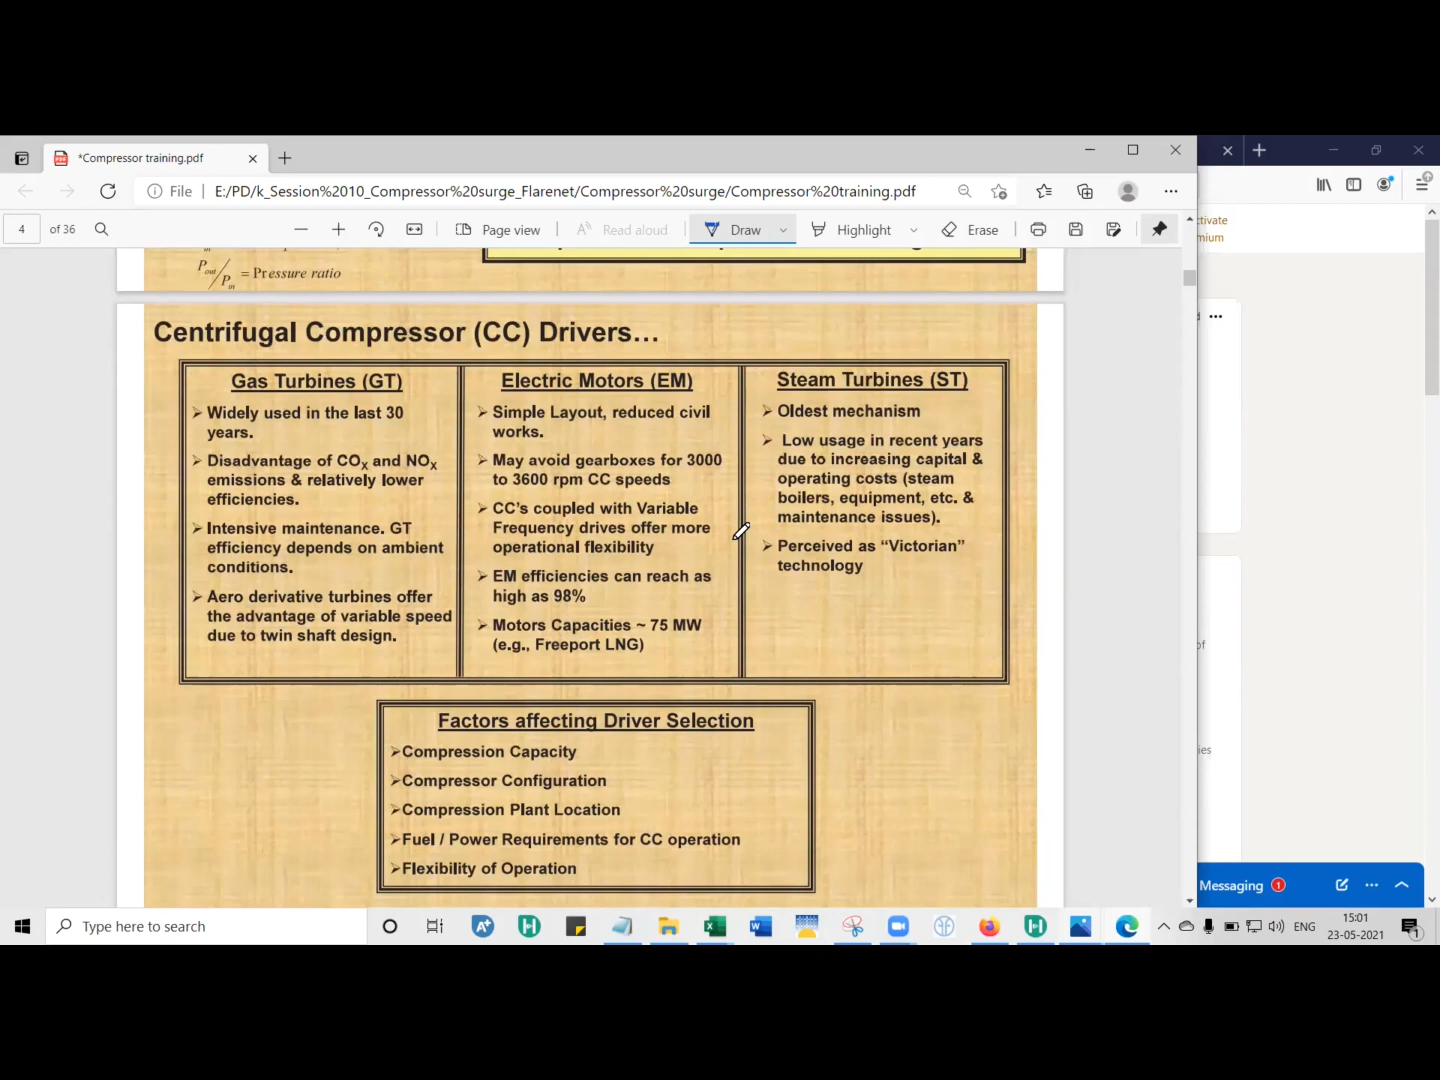 *Compressor training.pdf
File
E:/PD/k_Session%2010_Compressor%20surge_Flarenet/Compressor%20surge/Compressor%20training.pdf
4 of 36
Page view
Read aloud
Draw
Highlight
Erase
ctivate
mium
Pout/Pin = Pressure ratio
Centrifugal Compressor (CC) Drivers…
Gas Turbines (GT)
➢ Widely used in the last 30
years.
➢ Disadvantage of COX and NOX
emissions & relatively lower
efficiencies.
➢ Intensive maintenance. GT
efficiency depends on ambient
conditions.
➢ Aero derivative turbines offer
the advantage of variable speed
due to twin shaft design.
Electric Motors (EM)
➢ Simple Layout, reduced civil
works.
➢ May avoid gearboxes for 3000
to 3600 rpm CC speeds
➢ CC's coupled with Variable
Frequency drives offer more
operational flexibility
➢ EM efficiencies can reach as
high as 98%
➢ Motors Capacities ~ 75 MW
(e.g., Freeport LNG)
Steam Turbines (ST)
➢ Oldest mechanism
➢ Low usage in recent years
due to increasing capital &
operating costs (steam
boilers, equipment, etc. &
maintenance issues).
➢ Perceived as “Victorian”
technology
Factors affecting Driver Selection
➢Compression Capacity
➢Compressor Configuration
➢Compression Plant Location
➢Fuel / Power Requirements for CC operation
➢Flexibility of Operation
of
ies
Messaging 1
Type here to search
ENG
15:01
23-05-2021
1